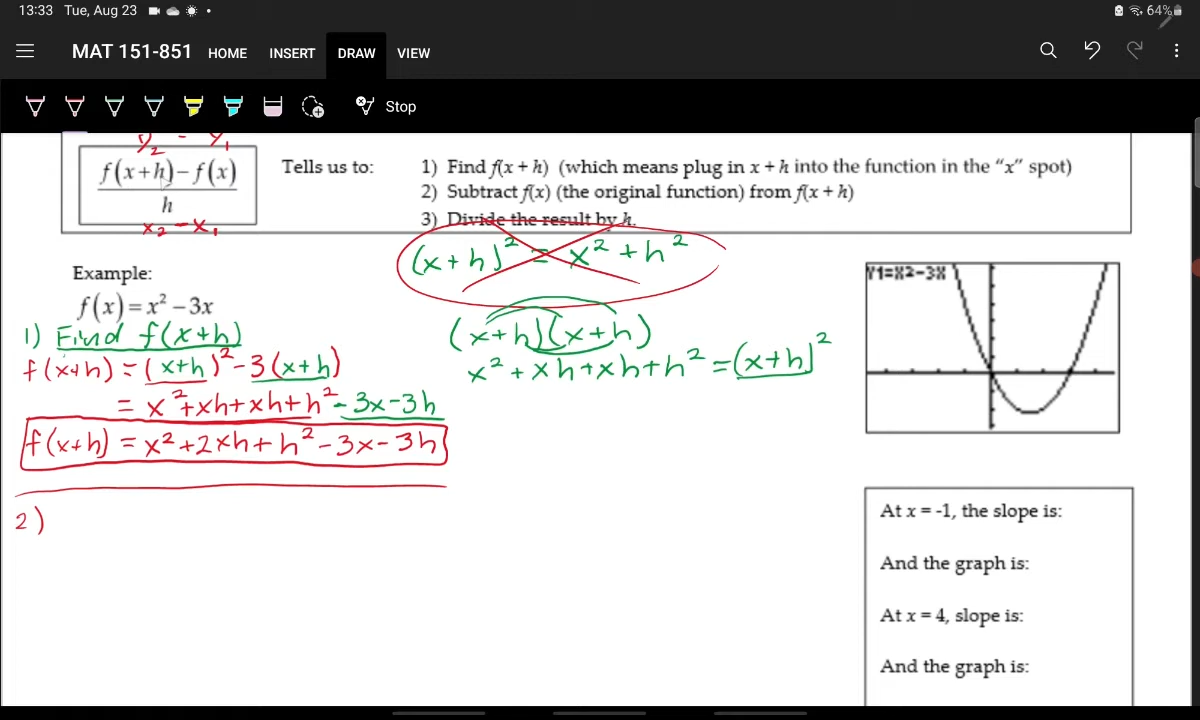 13:33 Tue, Aug 23 64%
MAT 151-851 HOME INSERT DRAW VIEW
Stop
y₂ - y₁
f(x+h)-f(x)
h
x₂ - x₁
Tells us to:
1) Find f(x + h) (which means plug in x + h into the function in the "x" spot)
2) Subtract f(x) (the original function) from f(x + h)
3) Divide the result by h.
(x+h)² = x² + h²
Example:
f(x) = x² - 3x
Y1=X2-3X
1) Find f(x+h)
(x+h)(x+h)
f(x+h) = (x+h)² - 3(x+h)
x² + xh + xh + h² = (x+h)²
= x² + xh + xh + h² - 3x - 3h
f(x+h) = x² + 2xh + h² - 3x - 3h
2)
At x = -1, the slope is:
And the graph is:
At x = 4, slope is:
And the graph is: